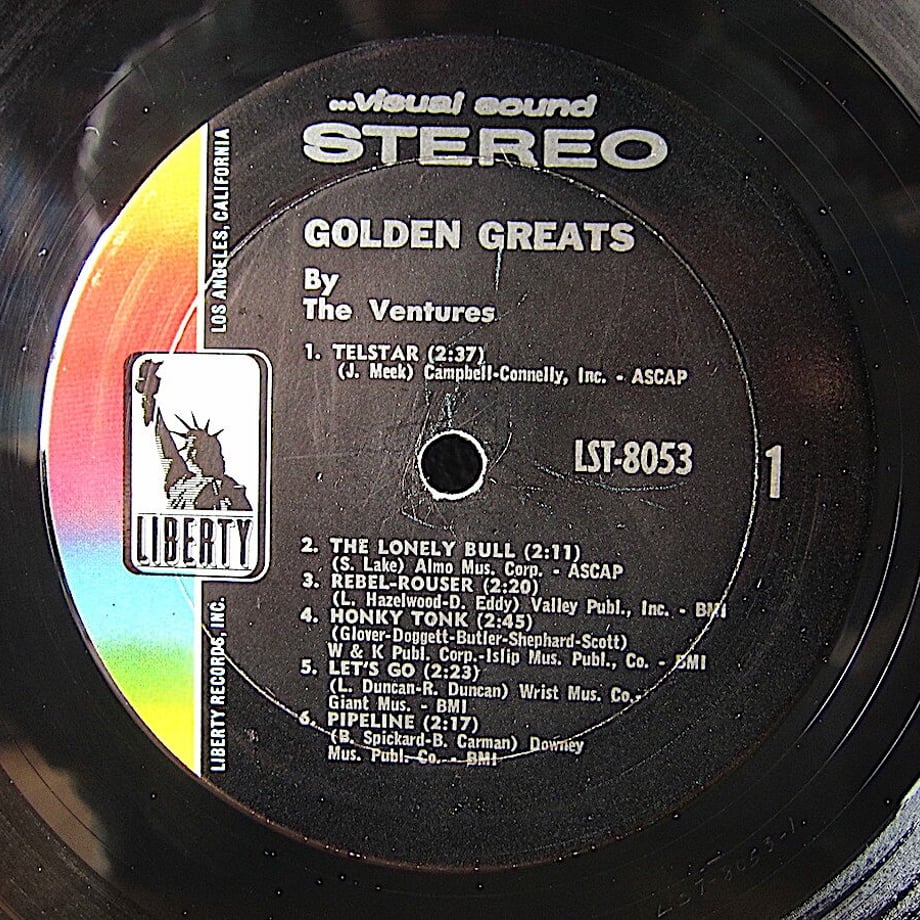 ...visual sound
STEREO
GOLDEN GREATS
By
The Ventures
1. TELSTAR (2:37)
(J. Meek) Campbell-Connelly, Inc. - ASCAP
LST-8053
1
2. THE LONELY BULL (2:11)
(S. Lake) Almo Mus. Corp. - ASCAP
3. REBEL-ROUSER (2:20)
(L. Hazelwood-D. Eddy) Valley Publ., Inc. - BMI
4. HONKY TONK (2:45)
(Glover-Doggett-Butler-Shephard-Scott)
W & K Publ. Corp.-Islip Mus. Publ., Co. - BMI
5. LET'S GO (2:23)
(L. Duncan-R. Duncan) Wrist Mus. Co.-
Giant Mus. - BMI
6. PIPELINE (2:17)
(B. Spickard-B. Carman) Downey
Mus. Publ. Co. - BMI
LIBERTY
LIBERTY RECORDS, INC.
LOS ANGELES, CALIFORNIA